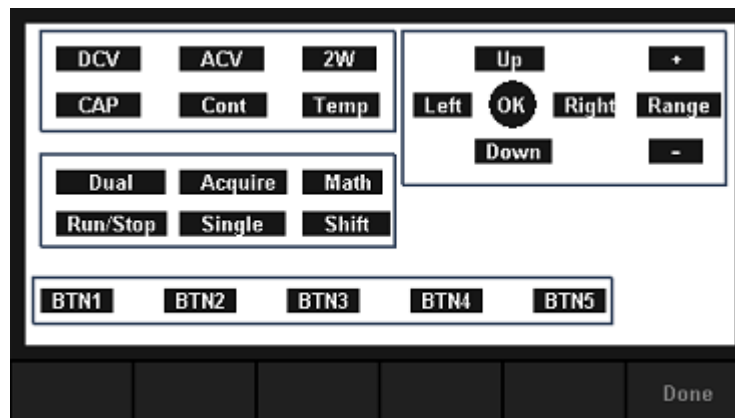 DCV ACV 2W
CAP Cont Temp
Up +
Left OK Right Range
Down -
Dual Acquire Math
Run/Stop Single Shift
BTN1 BTN2 BTN3 BTN4 BTN5
Done